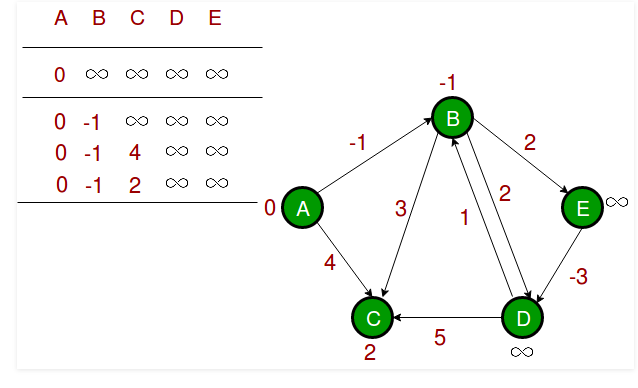 A B C D E
0 ∞ ∞ ∞ ∞
0 -1 ∞ ∞ ∞
0 -1 4 ∞ ∞
0 -1 2 ∞ ∞
-1
B
-1
2
0 A
3
1
2
E ∞
4
-3
C
5
D
2
∞